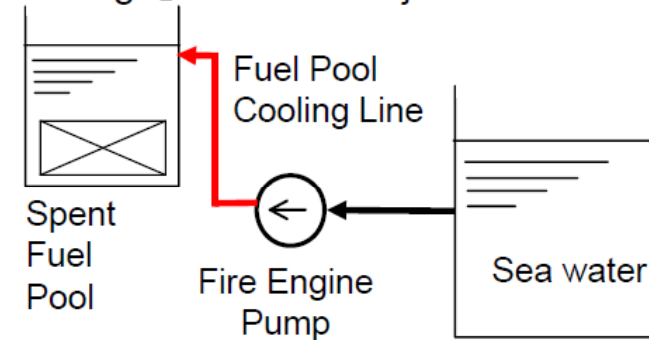 Fuel Pool
Cooling Line
Spent
Fuel
Pool
Fire Engine
Pump
Sea water